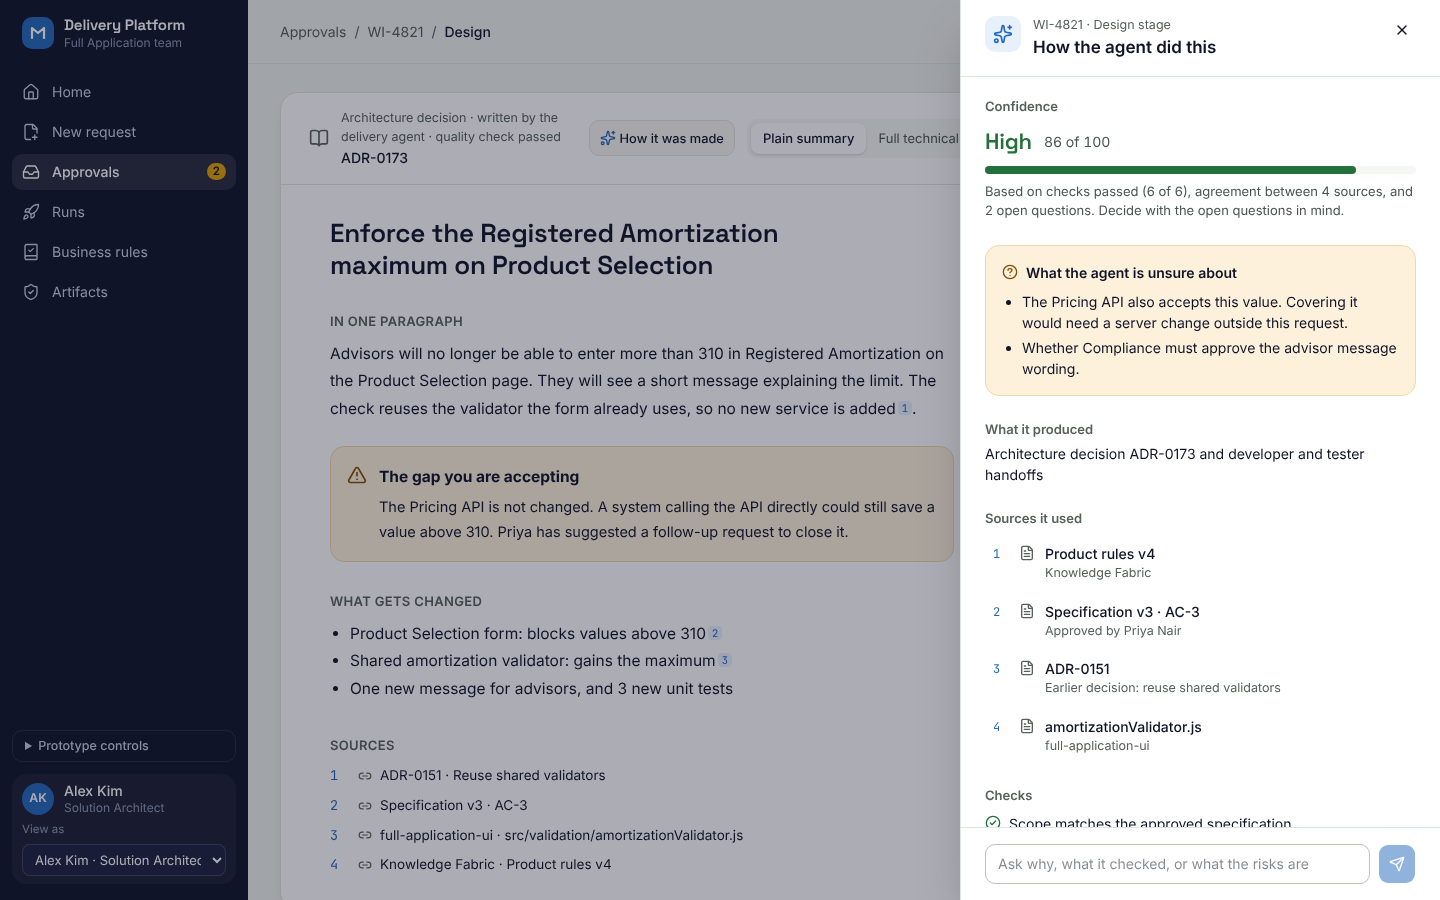 M
Delivery Platform
Full Application team
Home
New request
Approvals
2
Runs
Business rules
Artifacts
Prototype controls
AK
Alex Kim
Solution Architect
View as
Alex Kim · Solution Architec
Approvals / WI-4821 / Design
Architecture decision · written by the
delivery agent · quality check passed
ADR-0173
How it was made
Plain summary
Full technical
Enforce the Registered Amortization
maximum on Product Selection
IN ONE PARAGRAPH
Advisors will no longer be able to enter more than 310 in Registered Amortization on
the Product Selection page. They will see a short message explaining the limit. The
check reuses the validator the form already uses, so no new service is added 1.
The gap you are accepting
The Pricing API is not changed. A system calling the API directly could still save a
value above 310. Priya has suggested a follow-up request to close it.
WHAT GETS CHANGED
• Product Selection form: blocks values above 310 2
• Shared amortization validator: gains the maximum 3
• One new message for advisors, and 3 new unit tests
SOURCES
1 ADR-0151 · Reuse shared validators
2 Specification v3 · AC-3
3 full-application-ui · src/validation/amortizationValidator.js
4 Knowledge Fabric · Product rules v4
WI-4821 · Design stage
How the agent did this
Confidence
High 86 of 100
Based on checks passed (6 of 6), agreement between 4 sources, and
2 open questions. Decide with the open questions in mind.
What the agent is unsure about
• The Pricing API also accepts this value. Covering it
would need a server change outside this request.
• Whether Compliance must approve the advisor message
wording.
What it produced
Architecture decision ADR-0173 and developer and tester
handoffs
Sources it used
1 Product rules v4
Knowledge Fabric
2 Specification v3 · AC-3
Approved by Priya Nair
3 ADR-0151
Earlier decision: reuse shared validators
4 amortizationValidator.js
full-application-ui
Checks
Scope matches the approved specification
Ask why, what it checked, or what the risks are